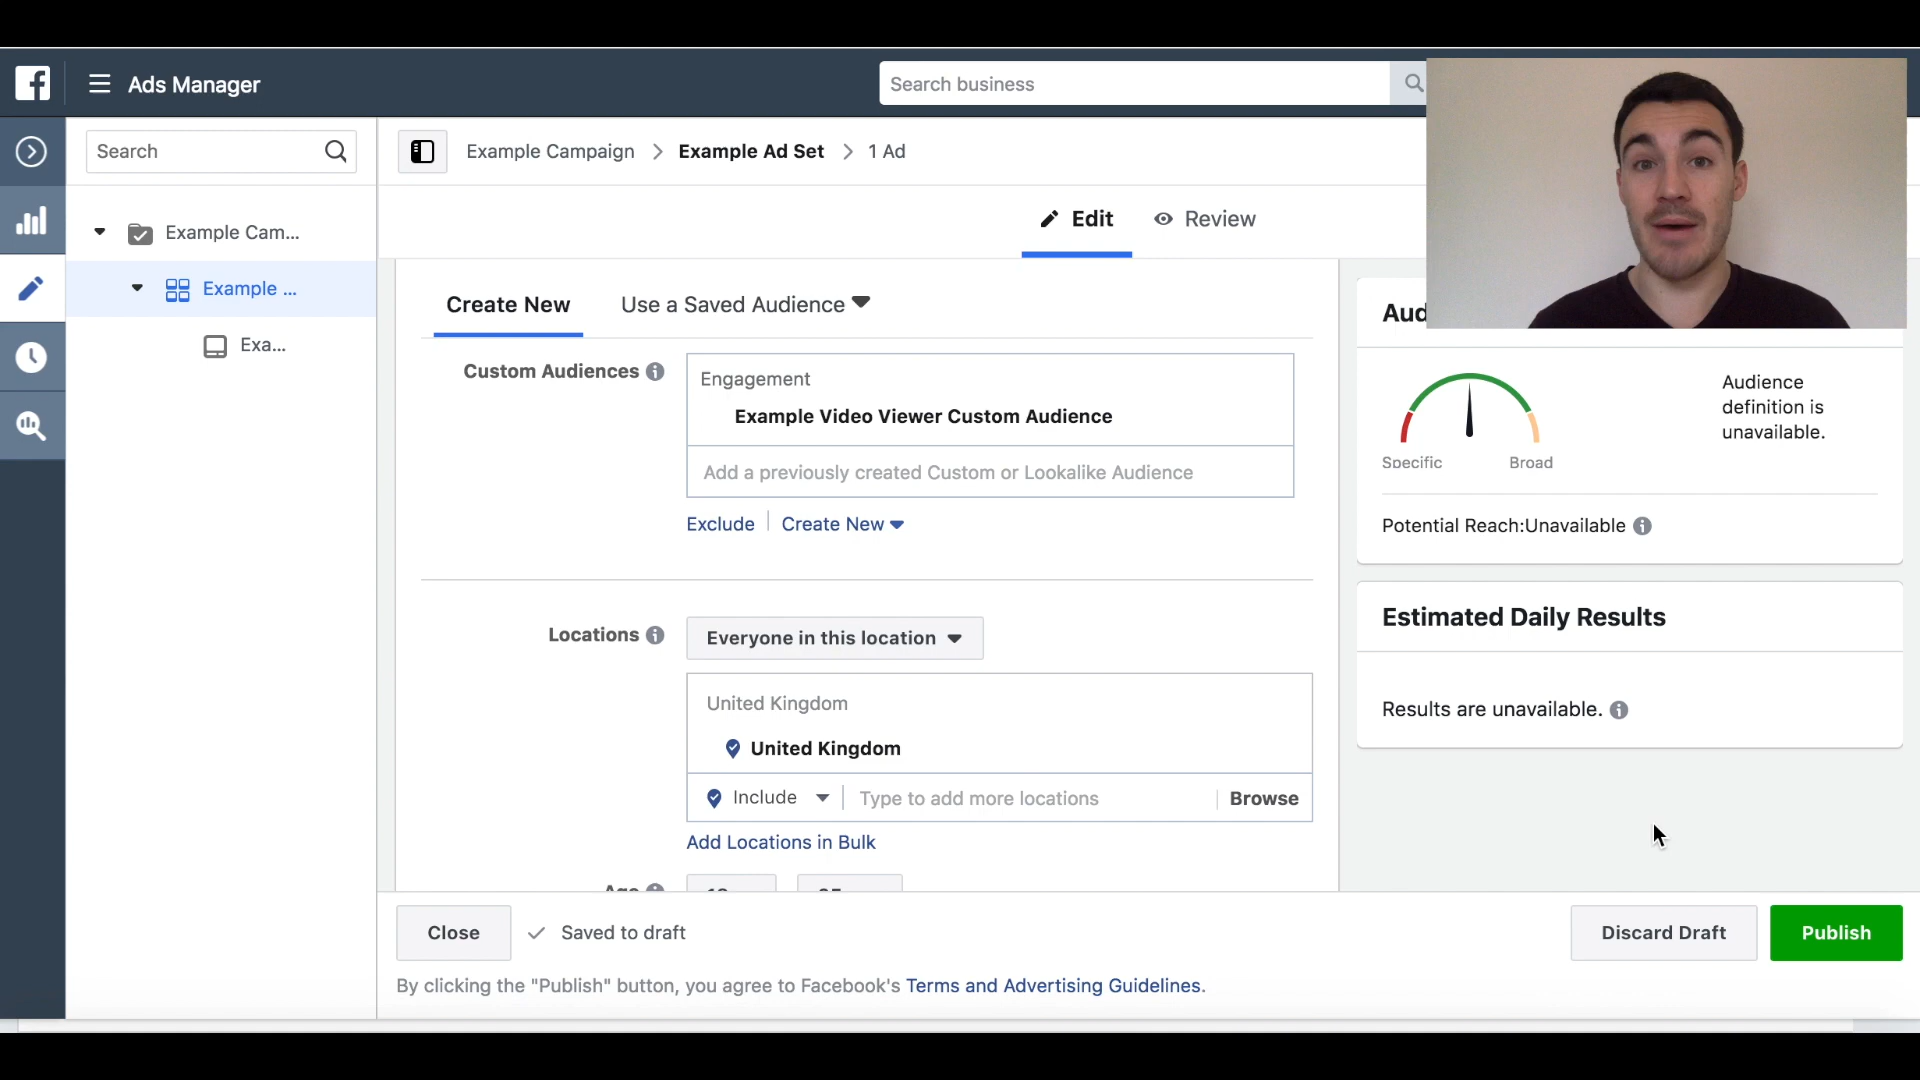 Ads Manager
Search business
Search
Example Campaign > Example Ad Set > 1 Ad
Edit
Review
Example Cam...
Example ...
Exa...
Create New
Use a Saved Audience
Custom Audiences
Engagement
Example Video Viewer Custom Audience
Add a previously created Custom or Lookalike Audience
Exclude
Create New
Locations
Everyone in this location
United Kingdom
United Kingdom
Include
Type to add more locations
Browse
Add Locations in Bulk
Aud
Specific
Broad
Audience
definition is
unavailable.
Potential Reach:Unavailable
Estimated Daily Results
Results are unavailable.
Close
Saved to draft
Discard Draft
Publish
By clicking the "Publish" button, you agree to Facebook's Terms and Advertising Guidelines.